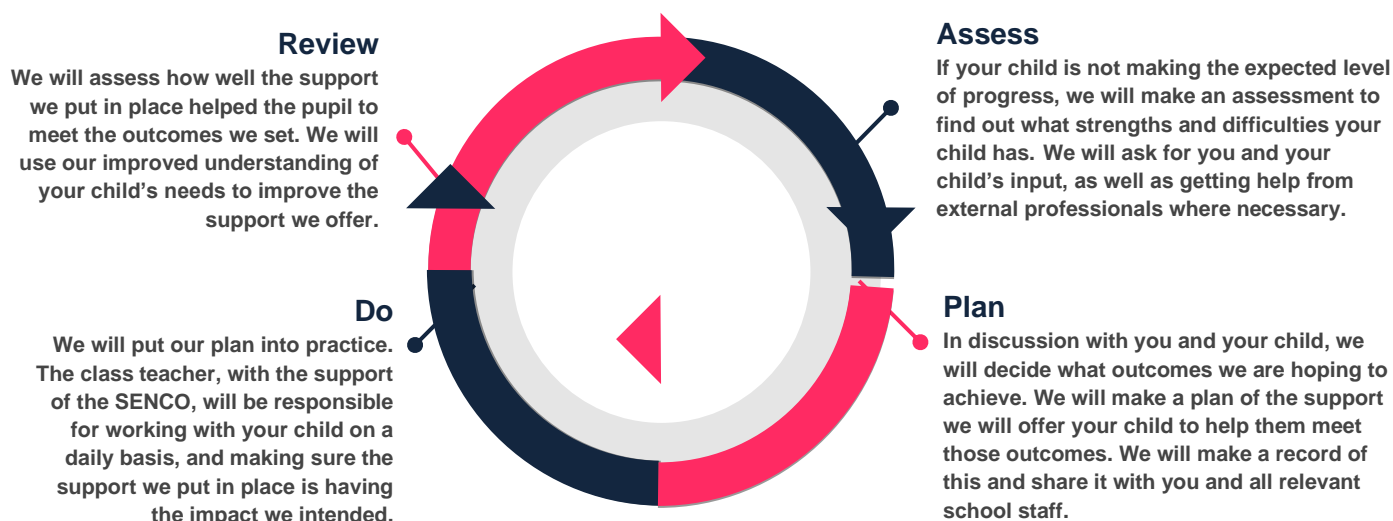 Review
We will assess how well the support
we put in place helped the pupil to
meet the outcomes we set. We will
use our improved understanding of
your child’s needs to improve the
support we offer.
Assess
If your child is not making the expected level
of progress, we will make an assessment to
find out what strengths and difficulties your
child has. We will ask for you and your
child’s input, as well as getting help from
external professionals where necessary.
Do
We will put our plan into practice.
The class teacher, with the support
of the SENCO, will be responsible
for working with your child on a
daily basis, and making sure the
support we put in place is having
the impact we intended.
Plan
In discussion with you and your child, we
will decide what outcomes we are hoping to
achieve. We will make a plan of the support
we will offer your child to help them meet
those outcomes. We will make a record of
this and share it with you and all relevant
school staff.